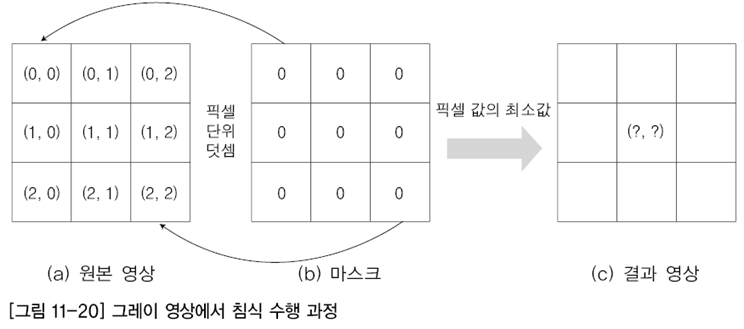 (0, 0) (0, 1) (0, 2) 0 0 0
(1, 0) (1, 1) (1, 2) 픽셀 단위 덧셈 0 0 0 픽셀 값의 최소값 (?, ?)
(2, 0) (2, 1) (2, 2) 0 0 0
(a) 원본 영상 (b) 마스크 (c) 결과 영상
[그림 11-20] 그레이 영상에서 침식 수행 과정